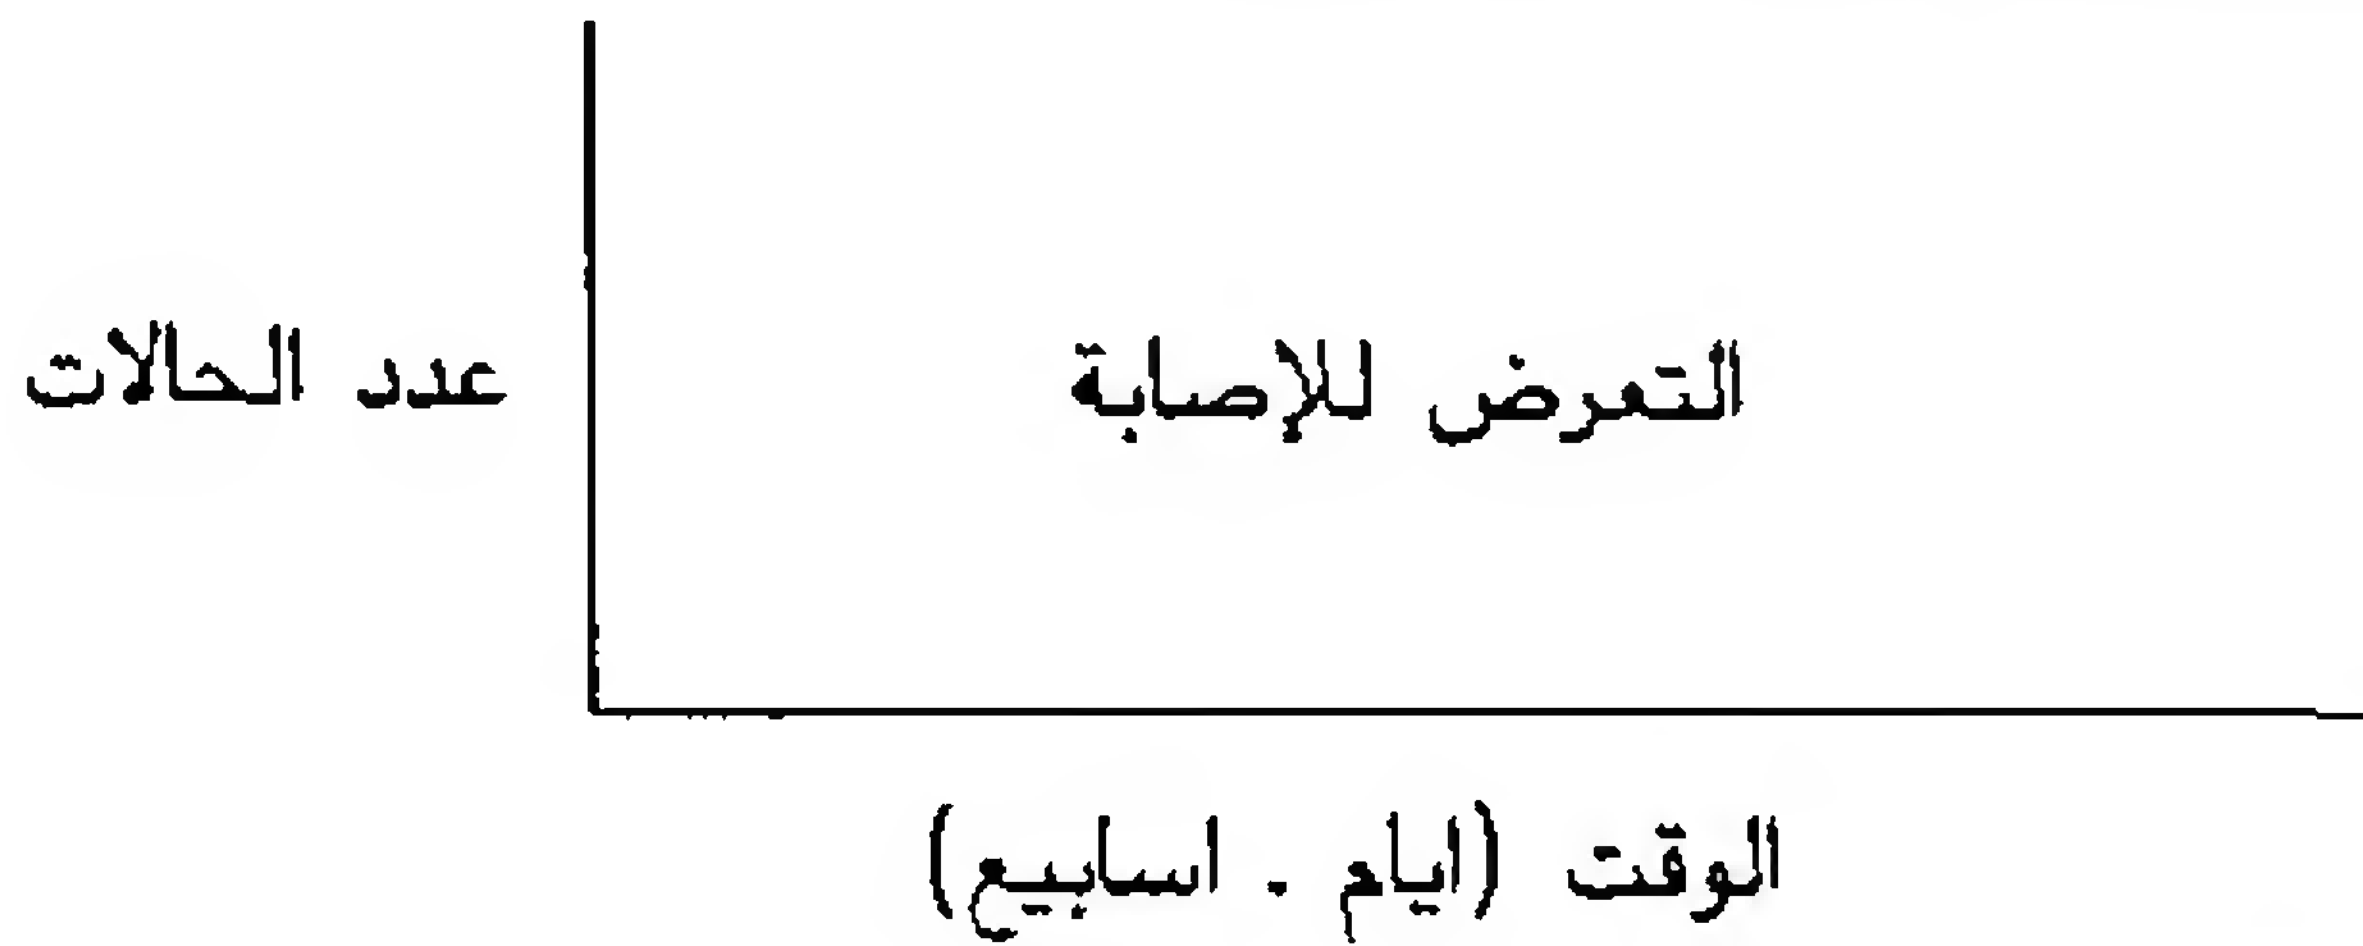 عدد الحالات
التعرض للإصابة
الوقت (ايام . اسابيع)